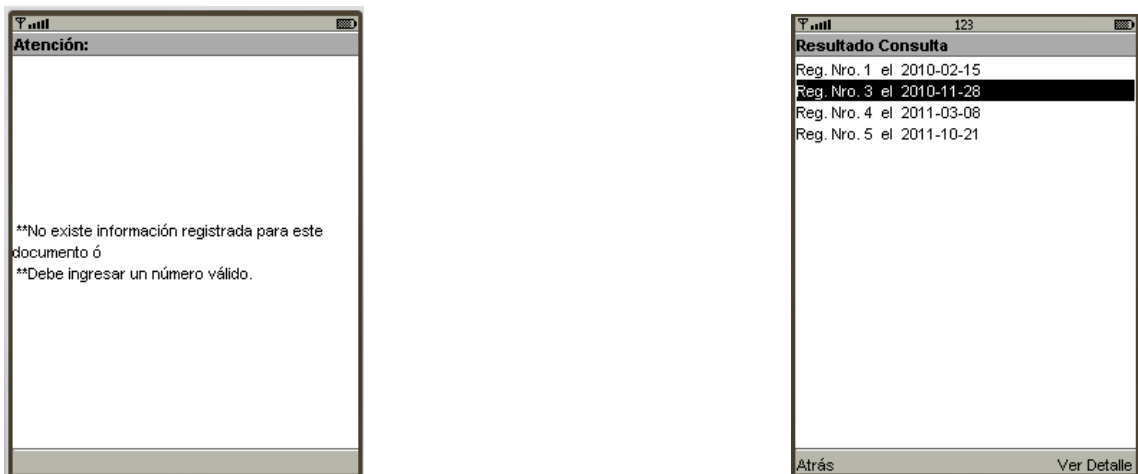 Atención:
**No existe información registrada para este
documento ó
**Debe ingresar un número válido.
123
Resultado Consulta
Reg. Nro. 1 el 2010-02-15
Reg. Nro. 3 el 2010-11-28
Reg. Nro. 4 el 2011-03-08
Reg. Nro. 5 el 2011-10-21
Atrás
Ver Detalle